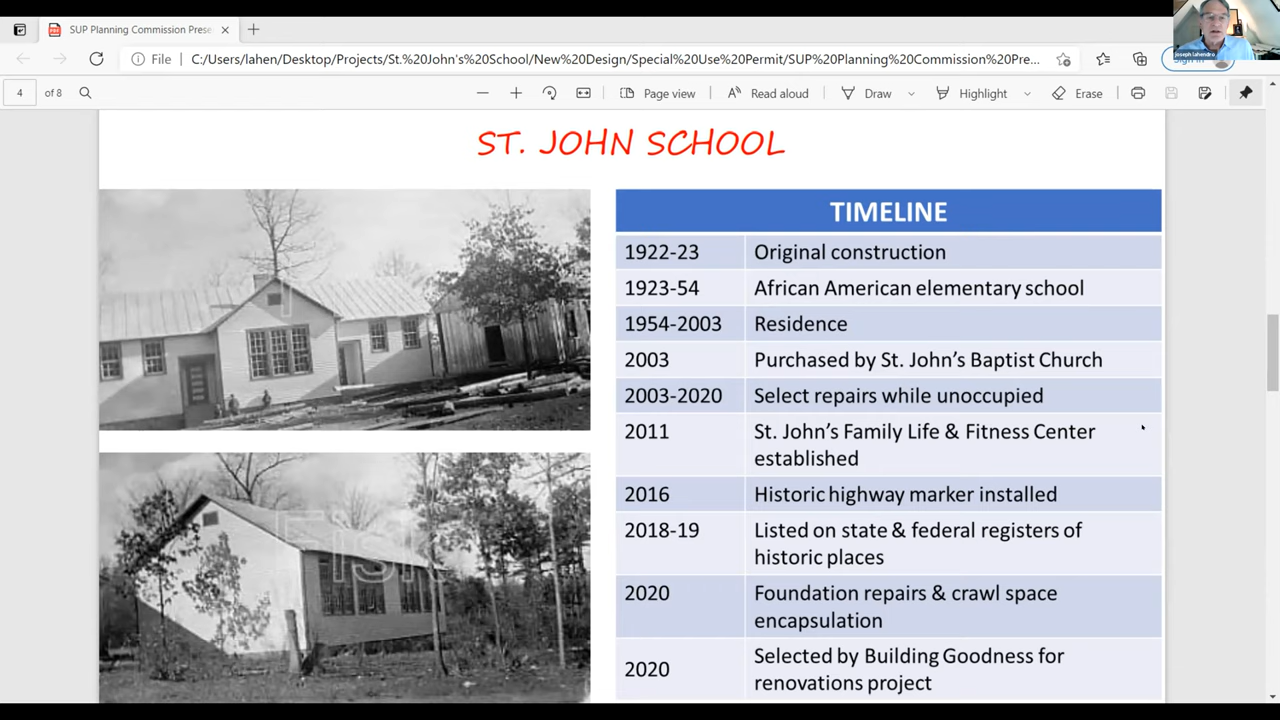 SUP Planning Commission Prese
File
C:/Users/lahen/Desktop/Projects/St.%20John's%20School/New%20Design/Special%20Use%20Permit/SUP%20Planning%20Commission%20Pre...
joseph lahendro
Sign in
4 of 8
Page view
Read aloud
Draw
Highlight
Erase
ST. JOHN SCHOOL
FISK
TIMELINE
1922-23 Original construction
1923-54 African American elementary school
1954-2003 Residence
2003 Purchased by St. John's Baptist Church
2003-2020 Select repairs while unoccupied
2011 St. John's Family Life & Fitness Center
established
2016 Historic highway marker installed
2018-19 Listed on state & federal registers of
historic places
2020 Foundation repairs & crawl space
encapsulation
2020 Selected by Building Goodness for
renovations project